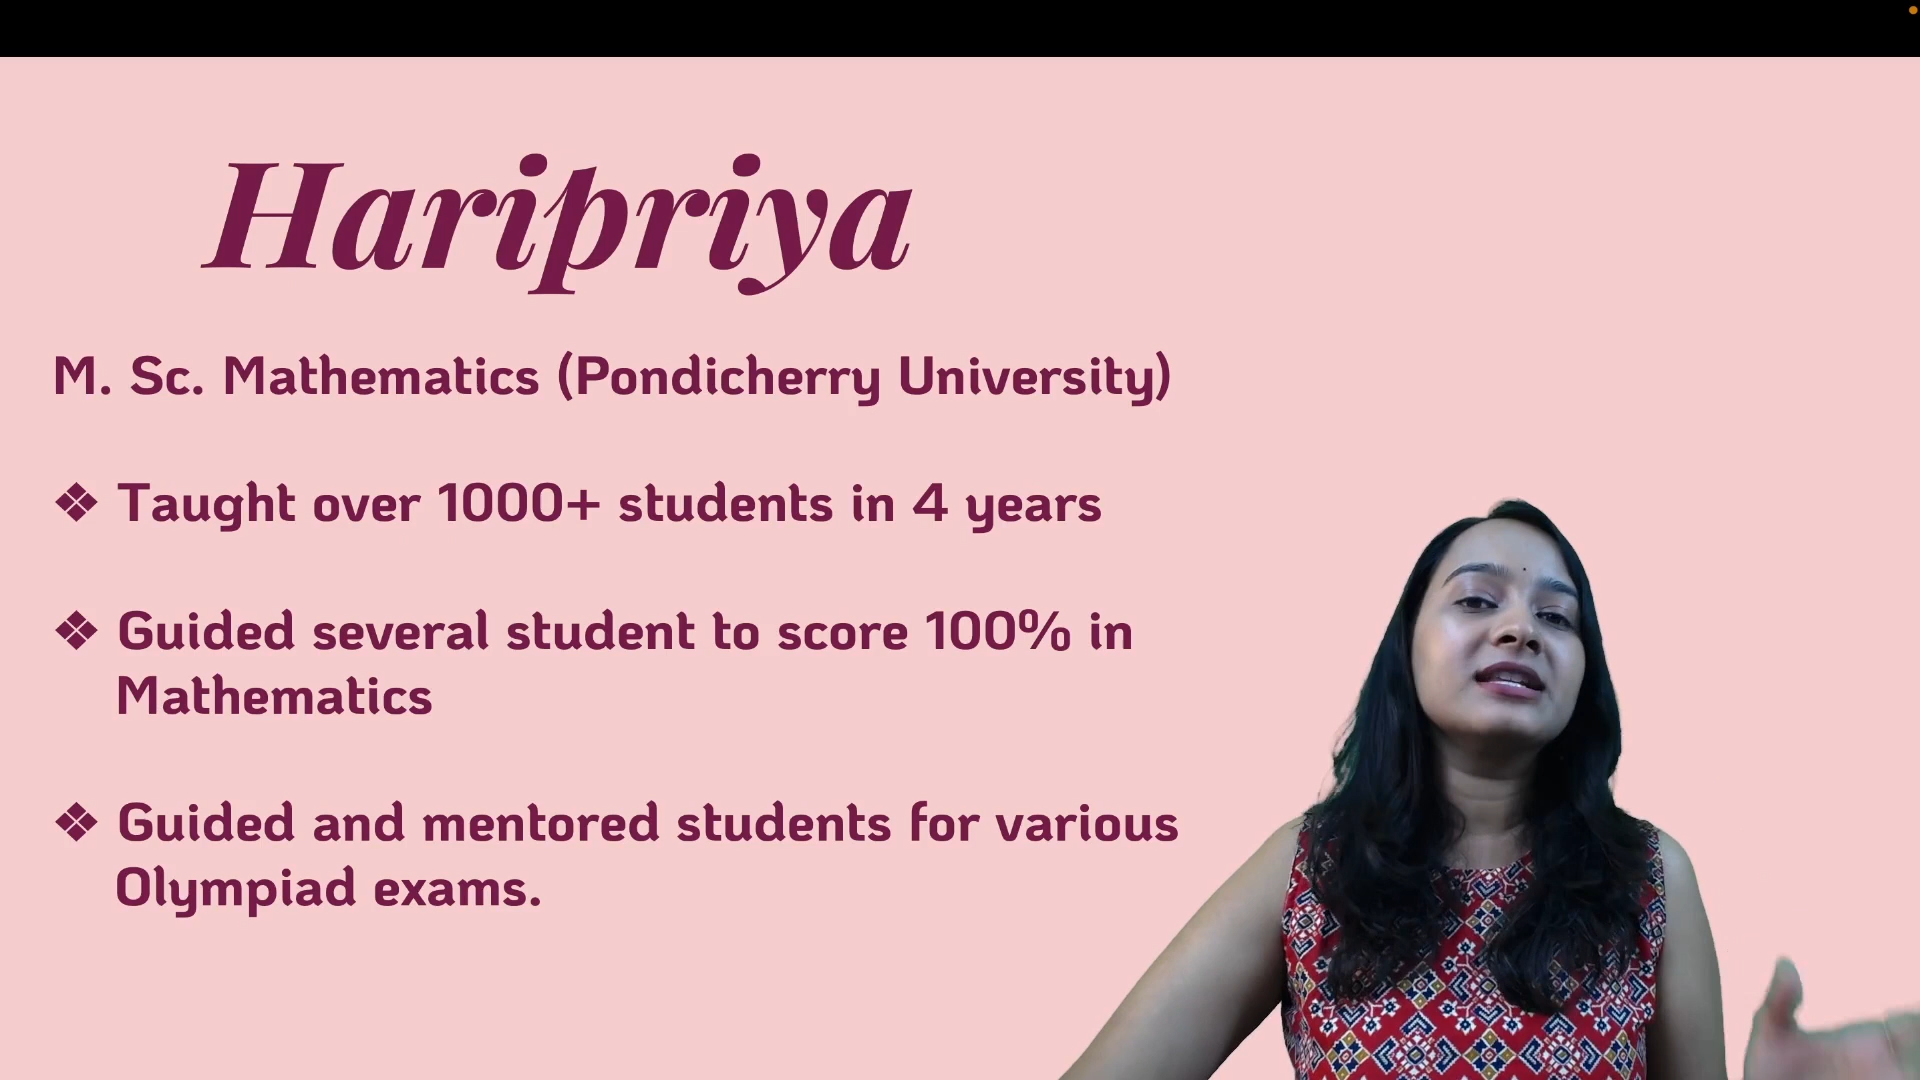 Haripriya
M. Sc. Mathematics (Pondicherry University)
❖ Taught over 1000+ students in 4 years
❖ Guided several student to score 100% in
Mathematics
❖ Guided and mentored students for various
Olympiad exams.